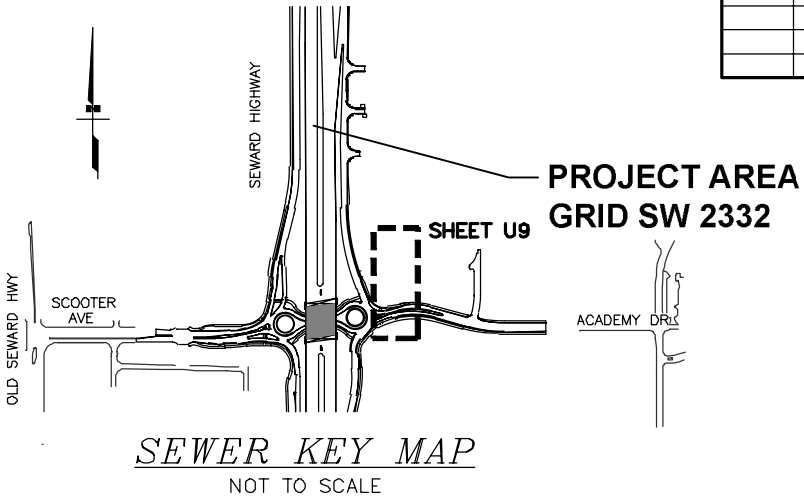 SEWARD HIGHWAY
PROJECT AREA
GRID SW 2332
SHEET U9
OLD SEWARD HWY
SCOOTER
AVE
ACADEMY DR
SEWER KEY MAP
NOT TO SCALE